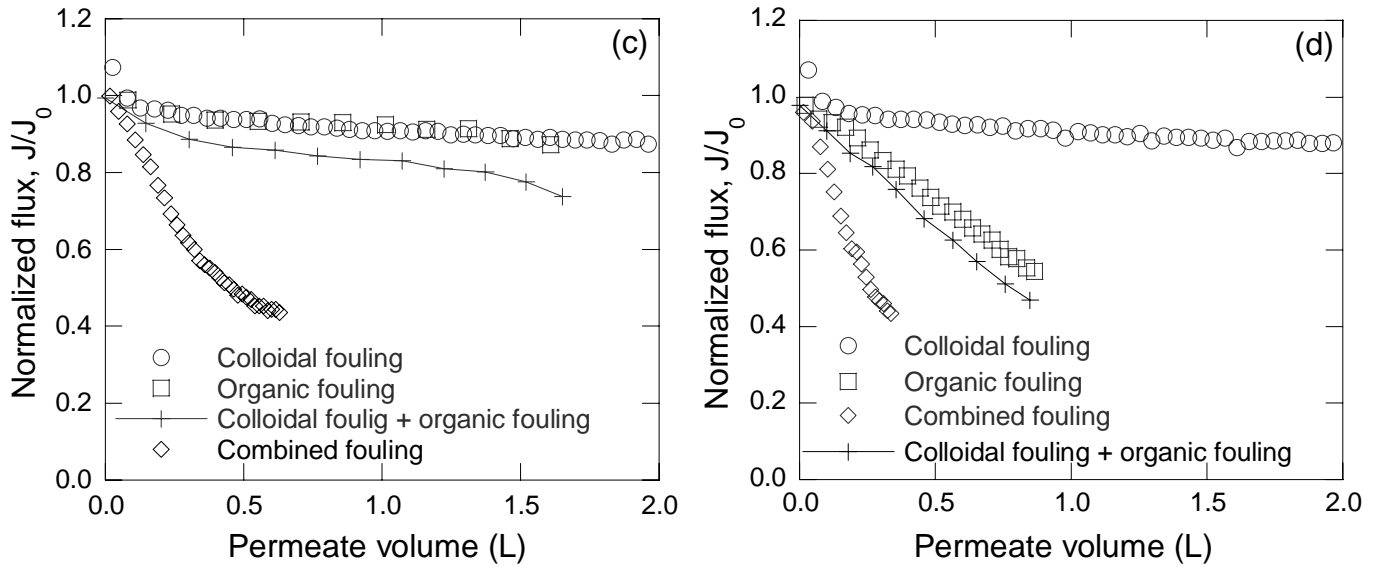 (c)
Normalized flux, J/J0
1.2
1.0
0.8
0.6
0.4
0.2
0.0
Colloidal fouling
Organic fouling
Colloidal foulig + organic fouling
Combined fouling
0.0 0.5 1.0 1.5 2.0
Permeate volume (L)
(d)
Normalized flux, J/J0
1.2
1.0
0.8
0.6
0.4
0.2
0.0
Colloidal fouling
Organic fouling
Combined fouling
Colloidal fouling + organic fouling
0.0 0.5 1.0 1.5 2.0
Permeate volume (L)